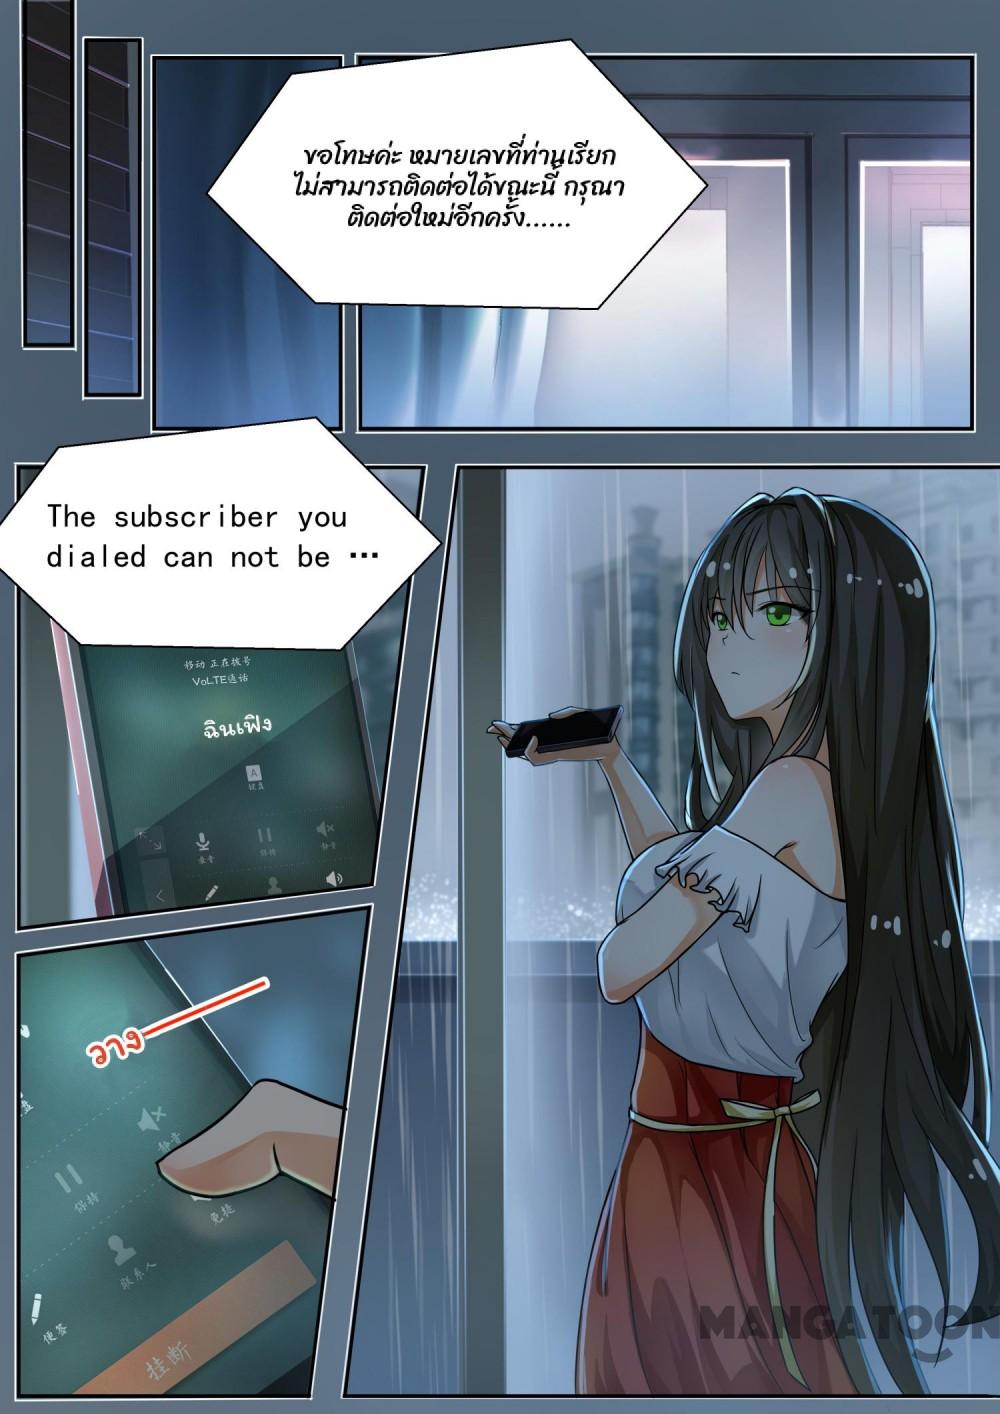 ขอโทษค่ะ หมายเลขที่ท่านเรียก
ไม่สามารถติดต่อได้ขณะนี้ กรุณา
ติดต่อใหม่อีกครั้ง......
The subscriber you
dialed can not be …
移动 正在拨号
VoLTE通话
ฉินเฟิง
A
键盘
录音
保持
静音
วาง
静音
保持
免提
联系人
便签
挂断
MANGATOON